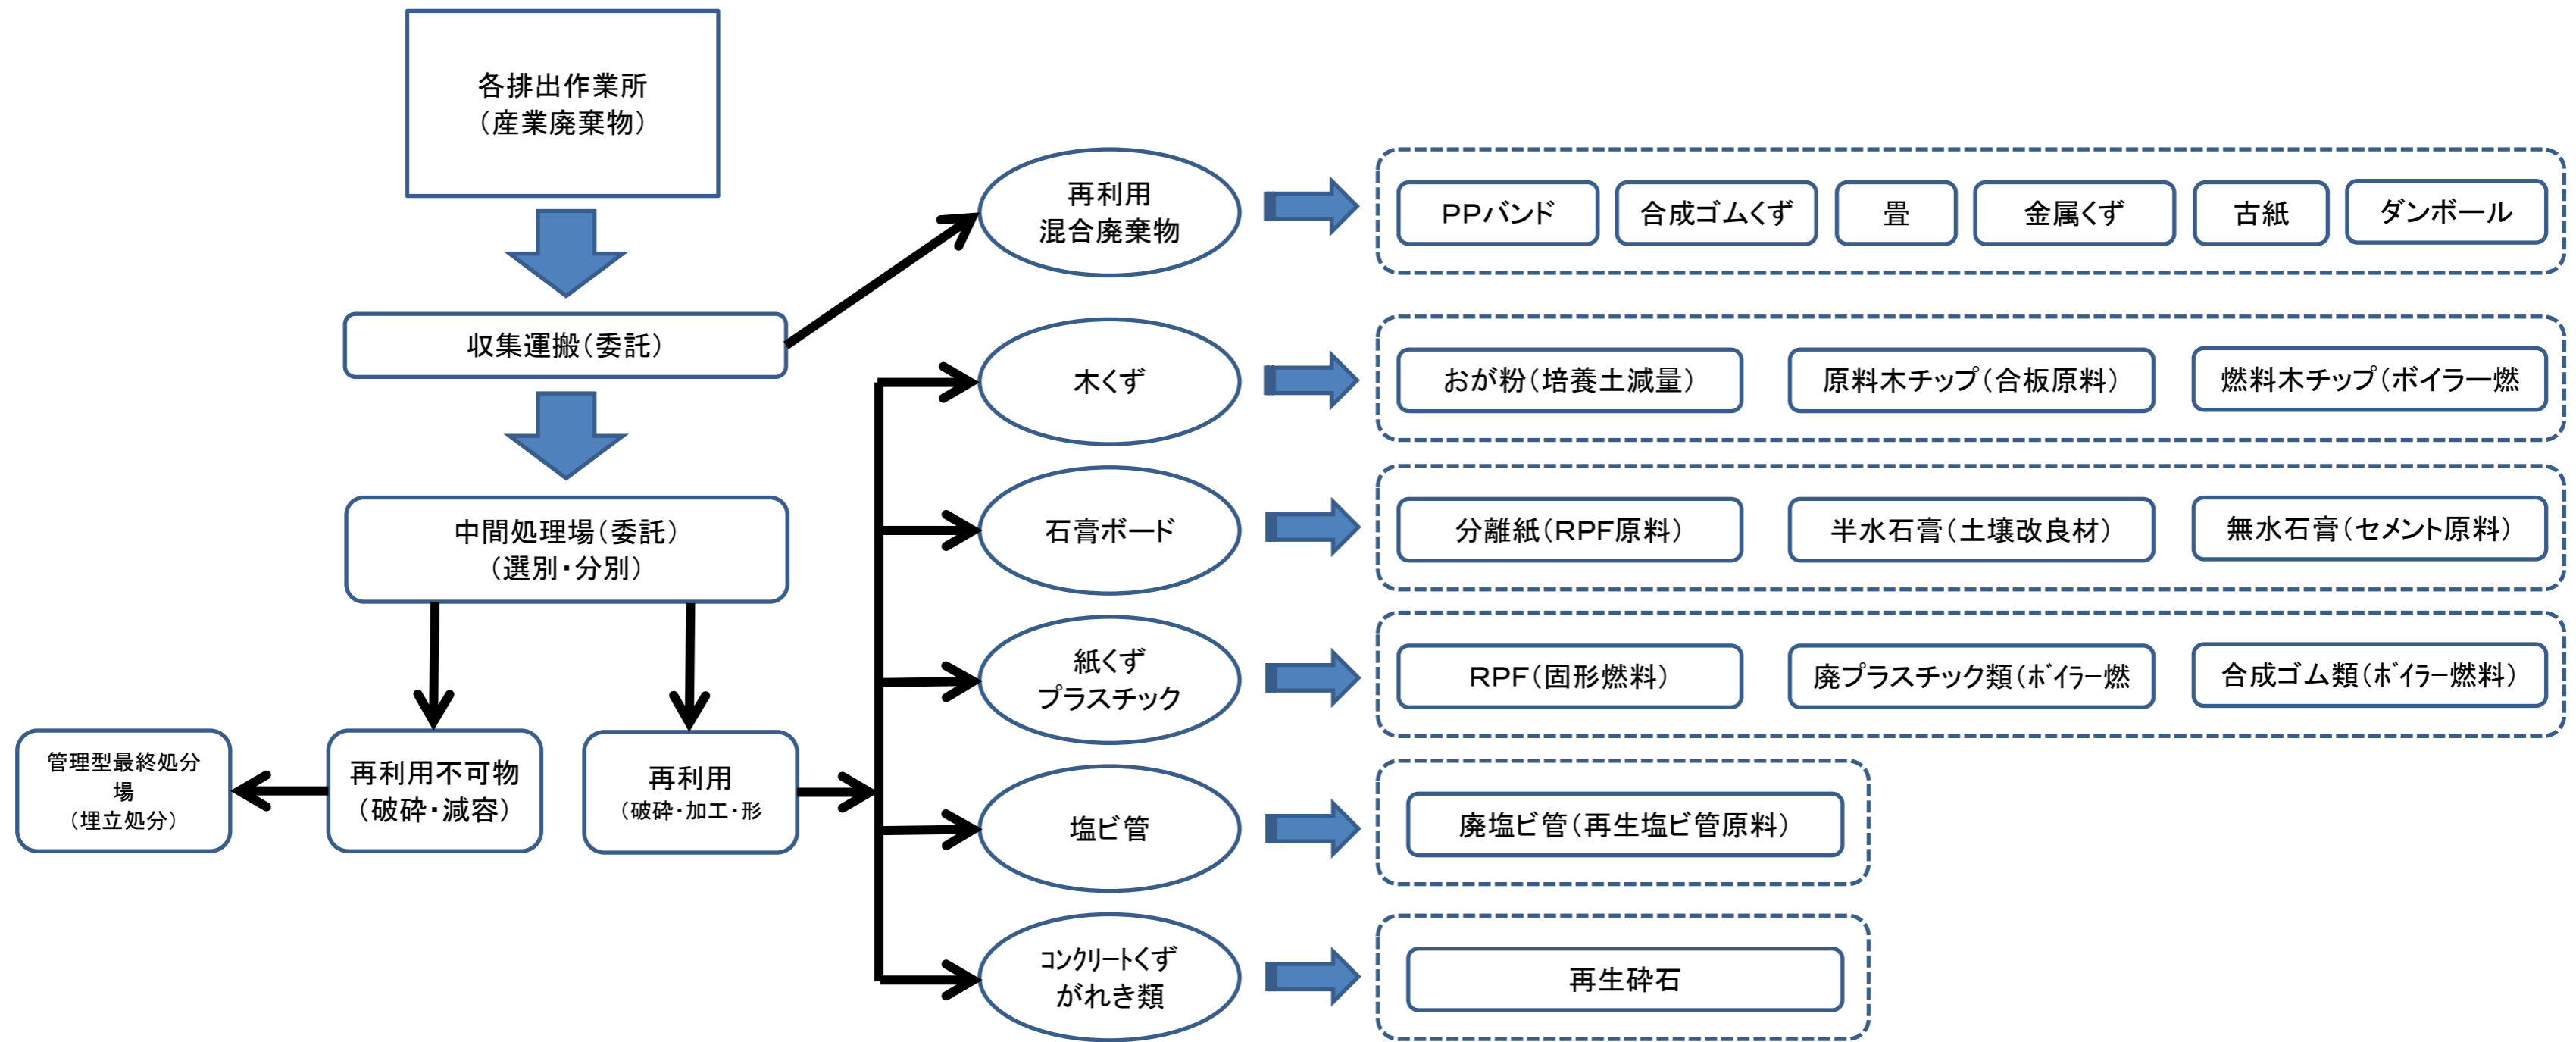 各排出作業所
（産業廃棄物）
収集運搬（委託）
中間処理場（委託）
（選別・分別）
管理型最終処分
場
（埋立処分）
再利用不可物
（破砕・減容）
再利用
（破砕・加工・形
再利用
混合廃棄物
PPバンド
合成ゴムくず
畳
金属くず
古紙
ダンボール
木くず
おが粉（培養土減量）
原料木チップ（合板原料）
燃料木チップ（ボイラー燃
石膏ボード
分離紙（RPF原料）
半水石膏（土壌改良材）
無水石膏（セメント原料）
紙くず
プラスチック
RPF（固形燃料）
廃プラスチック類（ﾎﾞｲﾗｰ燃
合成ゴム類（ﾎﾞｲﾗｰ燃料）
塩ビ管
廃塩ビ管（再生塩ビ管原料）
ｺﾝｸﾘｰﾄくず
がれき類
再生砕石